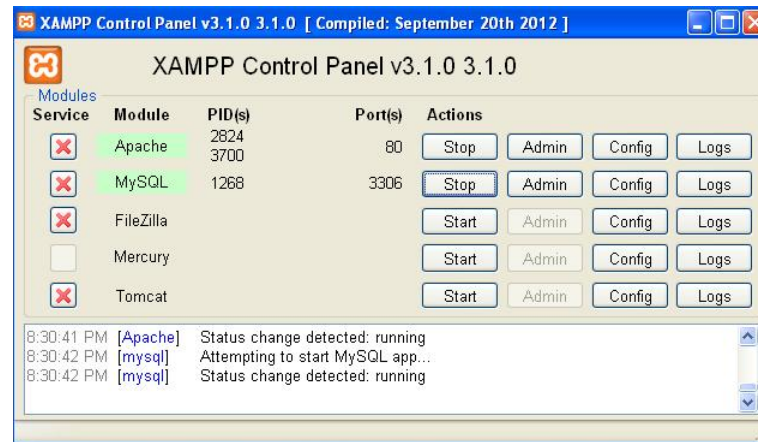 XAMPP Control Panel v3.1.0 3.1.0 [ Compiled: September 20th 2012 ]
XAMPP Control Panel v3.1.0 3.1.0
Modules
Service Module PID(s) Port(s) Actions
Apache 2824 3700 80 Stop Admin Config Logs
MySQL 1268 3306 Stop Admin Config Logs
FileZilla Start Admin Config Logs
Mercury Start Admin Config Logs
Tomcat Start Admin Config Logs
8:30:41 PM [Apache] Status change detected: running
8:30:42 PM [mysql] Attempting to start MySQL app...
8:30:42 PM [mysql] Status change detected: running